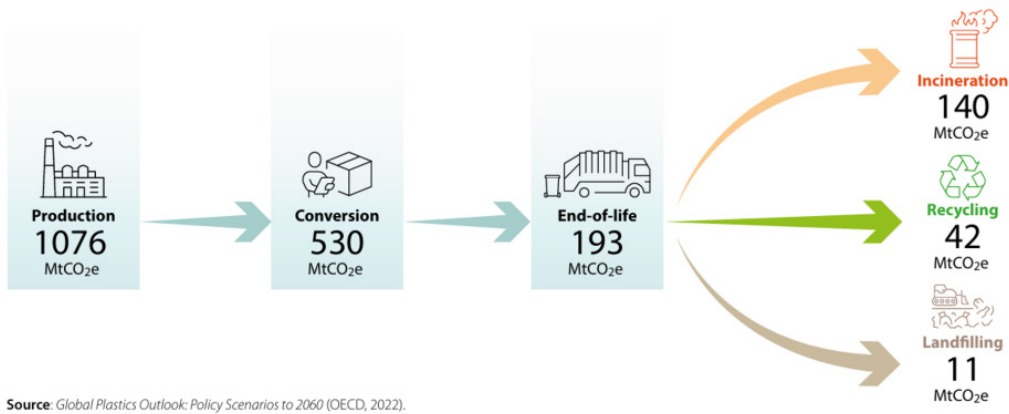 Production
1076
MtCO₂e
Conversion
530
MtCO₂e
End-of-life
193
MtCO₂e
Incineration
140
MtCO₂e
Recycling
42
MtCO₂e
Landfilling
11
MtCO₂e
Source: Global Plastics Outlook: Policy Scenarios to 2060 (OECD, 2022).